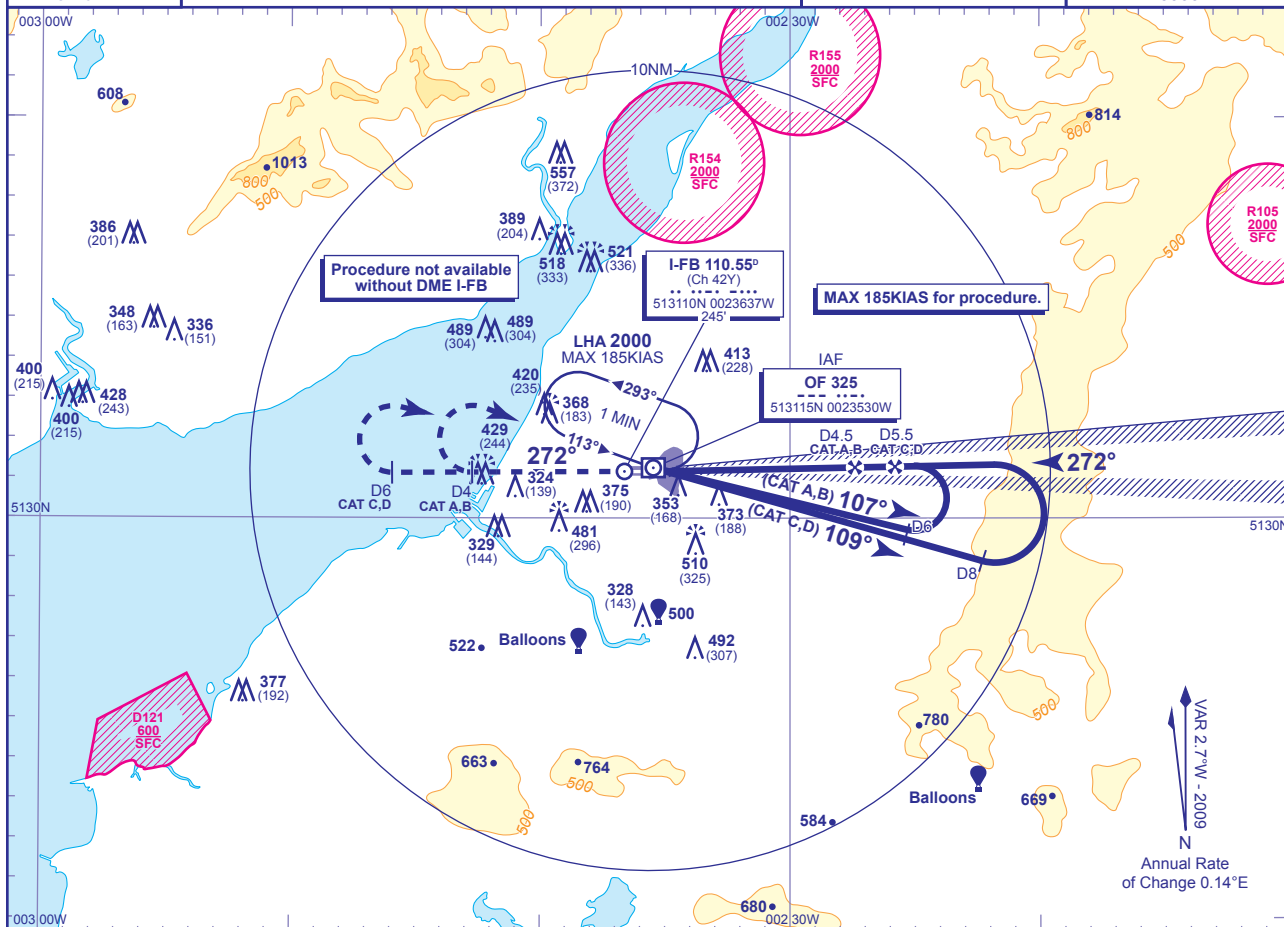 003 00W
002 30W
10NM
608
1013
800
500
R155
2000
SFC
814
800
R154
2000
SFC
557
(372)
R105
2000
SFC
386
(201)
389
(204)
518
(333)
521
(336)
500
Procedure not available
without DME I-FB
I-FB 110.55D
(Ch 42Y)
.. ..-. -...
513110N 0023637W
245'
MAX 185KIAS for procedure.
348
(163)
336
(151)
489
(304)
489
(304)
LHA 2000
MAX 185KIAS
413
(228)
IAF
OF 325
--- ..-.
513115N 0023530W
400
(215)
428
(243)
400
(215)
420
(235)
368
(183)
293°
1 MIN
113°
429
(244)
272°
D4.5
CAT A,B
D5.5
CAT C,D
272°
D6
CAT C,D
D4
CAT A,B
324
(139)
375
(190)
353
(168)
373
(188)
(CAT A,B) 107°
(CAT C,D) 109°
D6
D8
5130N
5130N
329
(144)
481
(296)
510
(325)
328
(143)
500
522
Balloons
492
(307)
377
(192)
D121
600
SFC
663
764
500
500
780
500
Balloons
669
584
680
VAR 2.7°W - 2009
N
Annual Rate
of Change 0.14°E
003 00W
002 30W